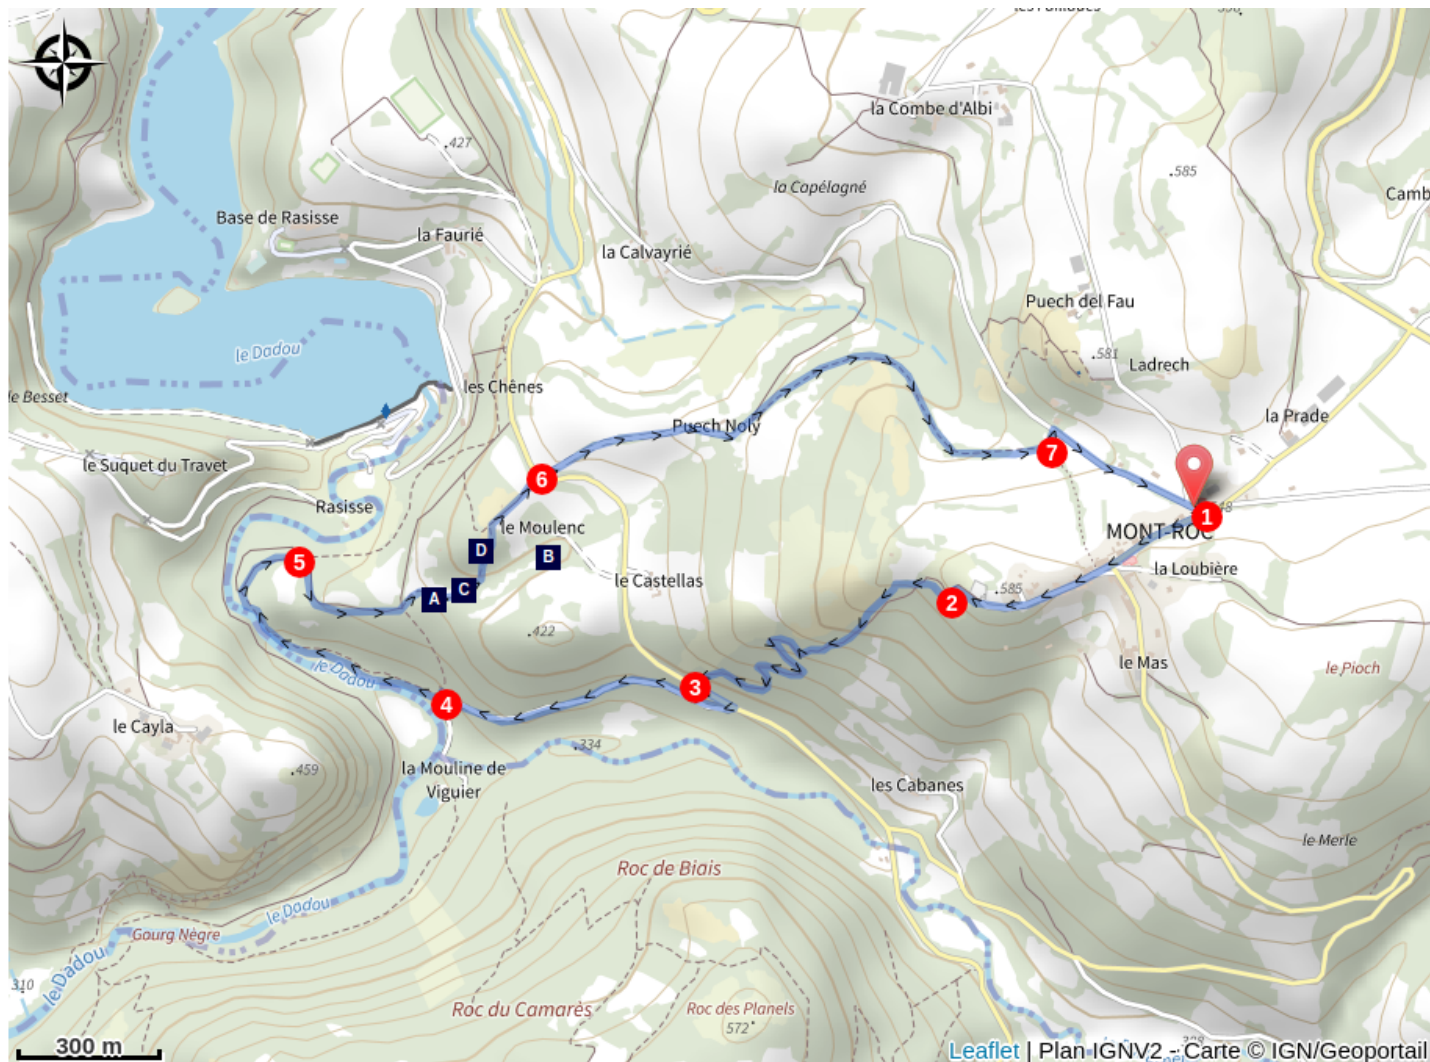 la Combe d'Albi
.427
.585
la Capélagné
Camb
Base de Rasisse
la Faurié
la Calvayrié
Puech del Fau
le Dadou
.581
Ladrech
les Chênes
le Besset
la Prade
Puech Noly
7
le Suquet du Travet
6
Rasisse
1
le Moulenc
MONT-ROC
D
B
5
la Loubière
le Castellas
A
C
.585
2
.422
le Mas
le Pioch
le Dadou
3
4
le Cayla
.334
.459
la Mouline de
Viguier
les Cabanes
le Merle
Roc de Biais
le Dadou
Gourg Nègre
le Dadou
310
Roc du Camarès
Roc des Planels
572
300 m
Leaflet | Plan IGNV2 - Carte © IGN/Geoportail